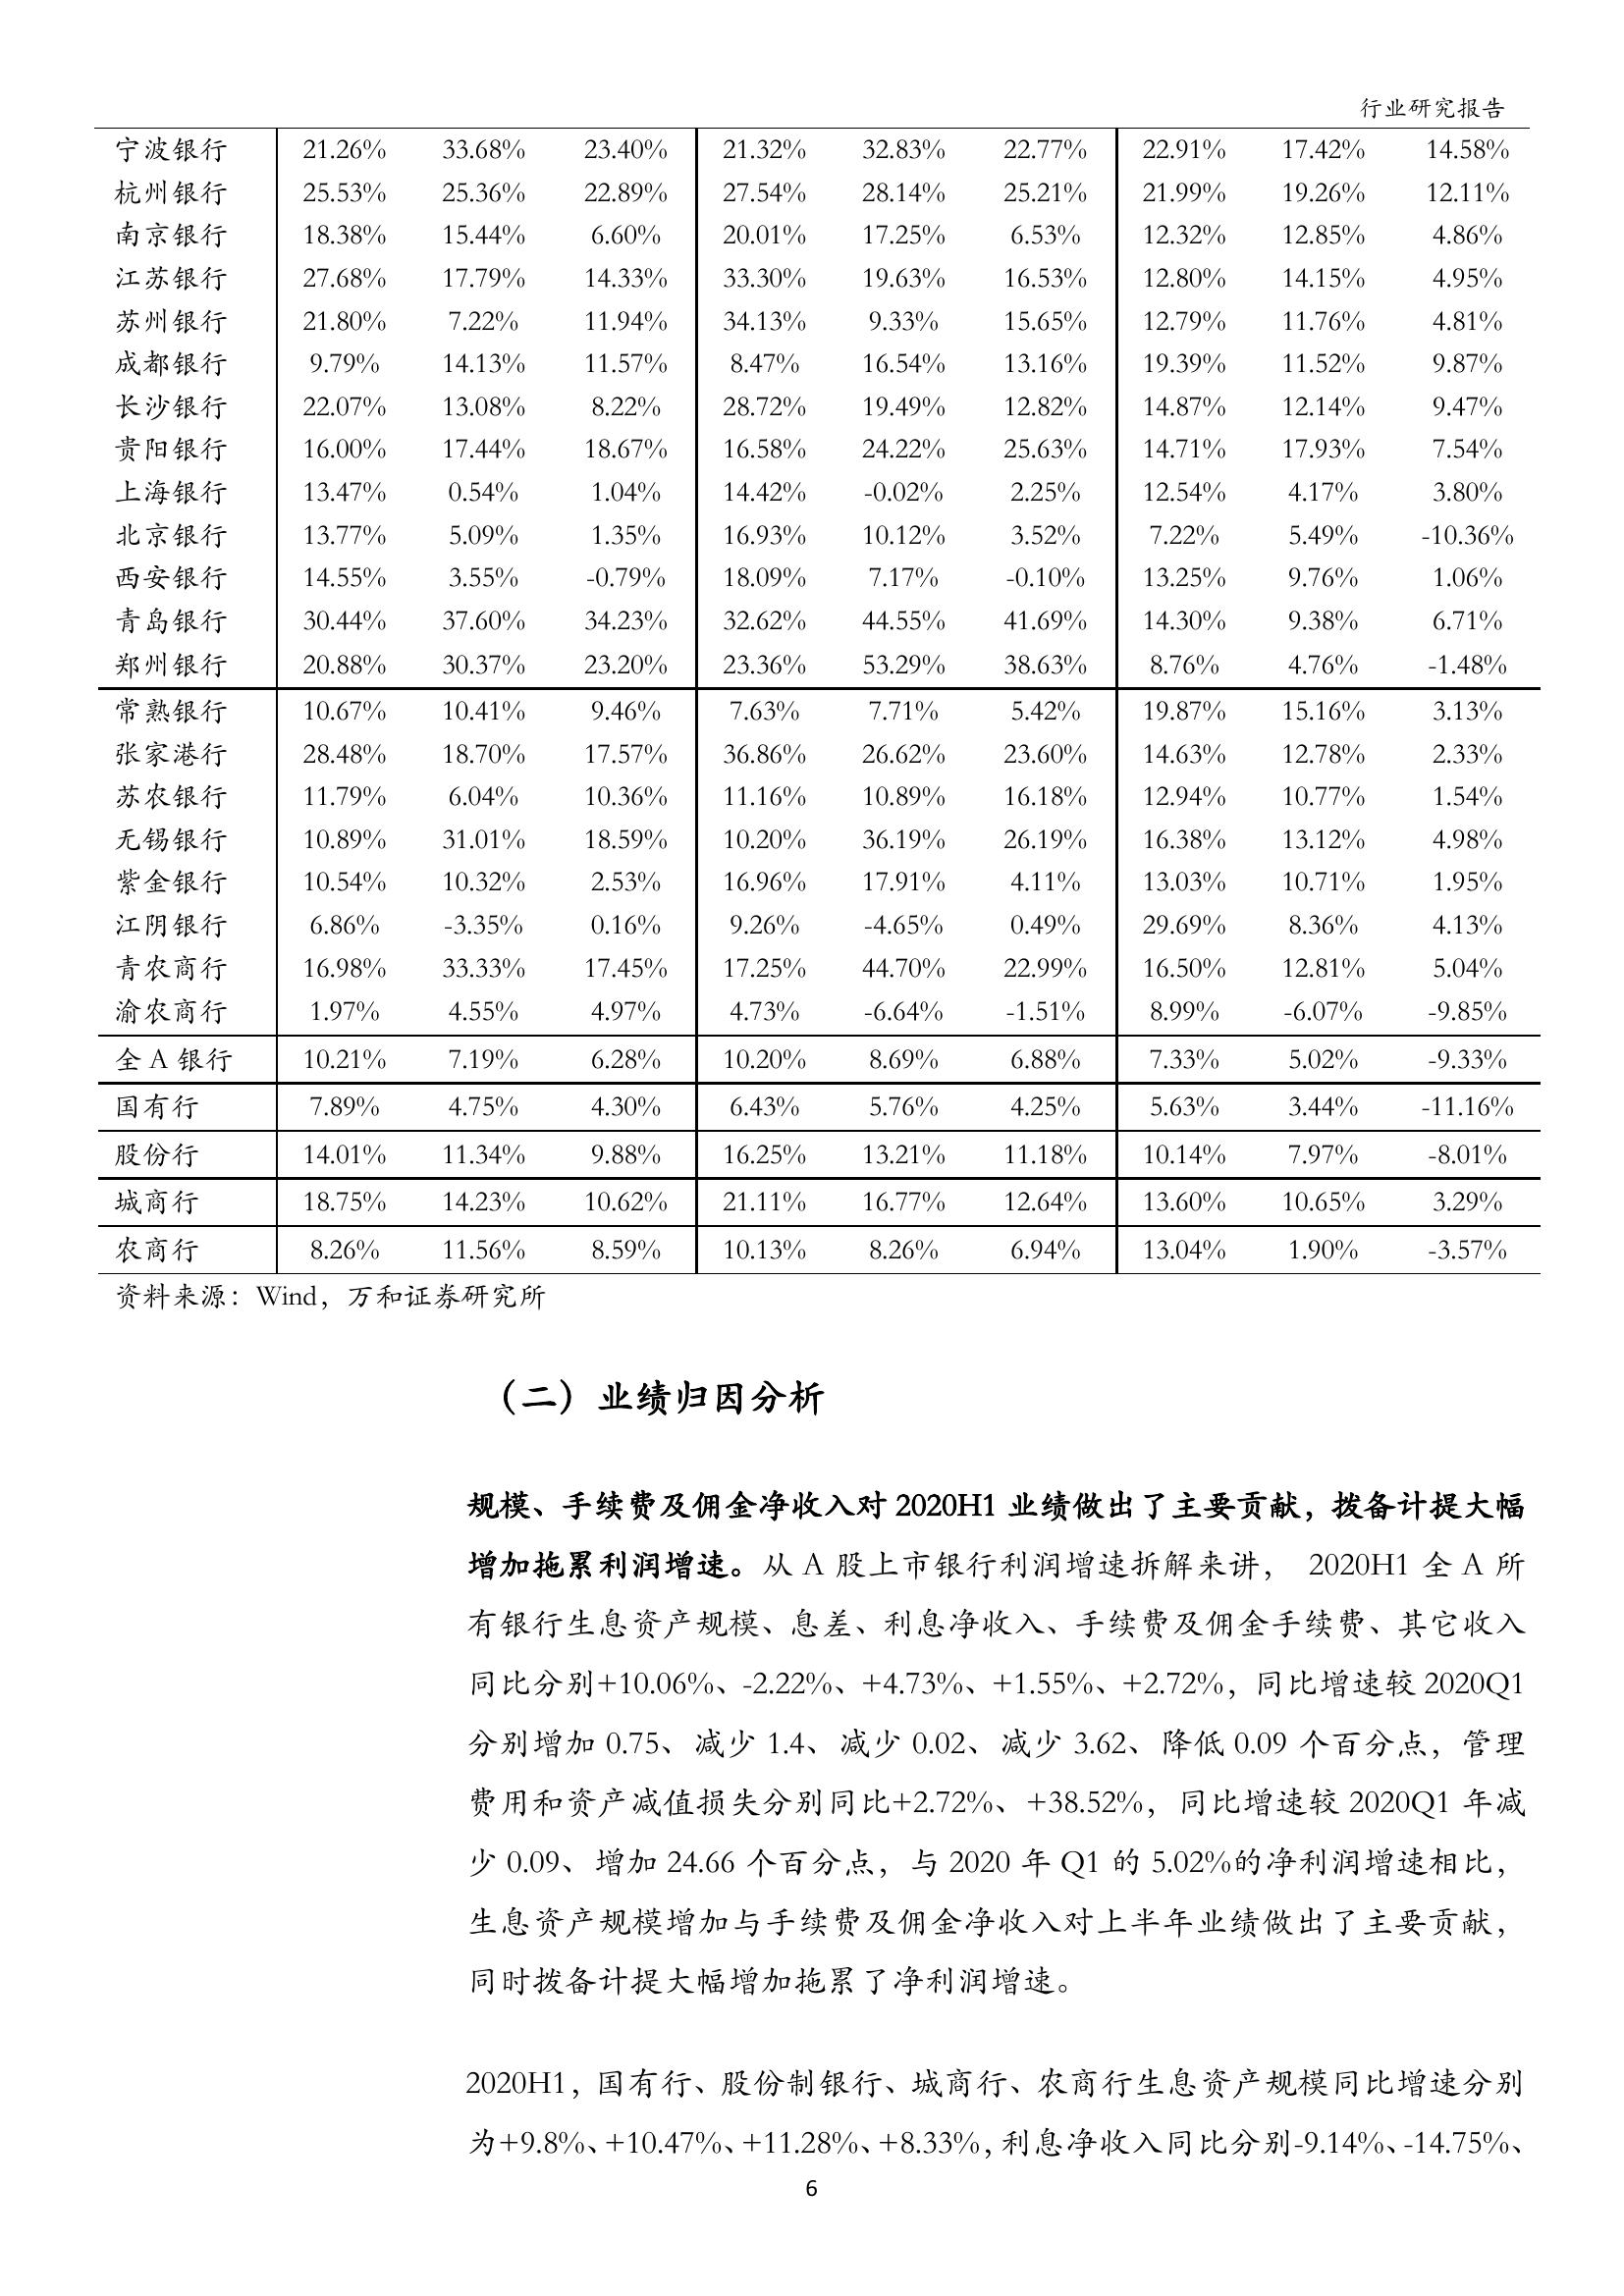 行业研究报告
宁波银行 21.26% 33.68% 23.40% 21.32% 32.83% 22.77% 22.91% 17.42% 14.58%
杭州银行 25.53% 25.36% 22.89% 27.54% 28.14% 25.21% 21.99% 19.26% 12.11%
南京银行 18.38% 15.44% 6.60% 20.01% 17.25% 6.53% 12.32% 12.85% 4.86%
江苏银行 27.68% 17.79% 14.33% 33.30% 19.63% 16.53% 12.80% 14.15% 4.95%
苏州银行 21.80% 7.22% 11.94% 34.13% 9.33% 15.65% 12.79% 11.76% 4.81%
成都银行 9.79% 14.13% 11.57% 8.47% 16.54% 13.16% 19.39% 11.52% 9.87%
长沙银行 22.07% 13.08% 8.22% 28.72% 19.49% 12.82% 14.87% 12.14% 9.47%
贵阳银行 16.00% 17.44% 18.67% 16.58% 24.22% 25.63% 14.71% 17.93% 7.54%
上海银行 13.47% 0.54% 1.04% 14.42% -0.02% 2.25% 12.54% 4.17% 3.80%
北京银行 13.77% 5.09% 1.35% 16.93% 10.12% 3.52% 7.22% 5.49% -10.36%
西安银行 14.55% 3.55% -0.79% 18.09% 7.17% -0.10% 13.25% 9.76% 1.06%
青岛银行 30.44% 37.60% 34.23% 32.62% 44.55% 41.69% 14.30% 9.38% 6.71%
郑州银行 20.88% 30.37% 23.20% 23.36% 53.29% 38.63% 8.76% 4.76% -1.48%
常熟银行 10.67% 10.41% 9.46% 7.63% 7.71% 5.42% 19.87% 15.16% 3.13%
张家港行 28.48% 18.70% 17.57% 36.86% 26.62% 23.60% 14.63% 12.78% 2.33%
苏农银行 11.79% 6.04% 10.36% 11.16% 10.89% 16.18% 12.94% 10.77% 1.54%
无锡银行 10.89% 31.01% 18.59% 10.20% 36.19% 26.19% 16.38% 13.12% 4.98%
紫金银行 10.54% 10.32% 2.53% 16.96% 17.91% 4.11% 13.03% 10.71% 1.95%
江阴银行 6.86% -3.35% 0.16% 9.26% -4.65% 0.49% 29.69% 8.36% 4.13%
青农商行 16.98% 33.33% 17.45% 17.25% 44.70% 22.99% 16.50% 12.81% 5.04%
渝农商行 1.97% 4.55% 4.97% 4.73% -6.64% -1.51% 8.99% -6.07% -9.85%
全 A 银行 10.21% 7.19% 6.28% 10.20% 8.69% 6.88% 7.33% 5.02% -9.33%
国有行 7.89% 4.75% 4.30% 6.43% 5.76% 4.25% 5.63% 3.44% -11.16%
股份行 14.01% 11.34% 9.88% 16.25% 13.21% 11.18% 10.14% 7.97% -8.01%
城商行 18.75% 14.23% 10.62% 21.11% 16.77% 12.64% 13.60% 10.65% 3.29%
农商行 8.26% 11.56% 8.59% 10.13% 8.26% 6.94% 13.04% 1.90% -3.57%
资料来源：Wind，万和证券研究所
（二）业绩归因分析
规模、手续费及佣金净收入对 2020H1 业绩做出了主要贡献，拨备计提大幅
增加拖累利润增速。从 A 股上市银行利润增速拆解来讲， 2020H1 全 A 所
有银行生息资产规模、息差、利息净收入、手续费及佣金手续费、其它收入
同比分别+10.06%、-2.22%、+4.73%、+1.55%、+2.72%，同比增速较 2020Q1
分别增加 0.75、减少 1.4、减少 0.02、减少 3.62、降低 0.09 个百分点，管理
费用和资产减值损失分别同比+2.72%、+38.52%，同比增速较 2020Q1 年减
少 0.09、增加 24.66 个百分点，与 2020 年 Q1 的 5.02%的净利润增速相比，
生息资产规模增加与手续费及佣金净收入对上半年业绩做出了主要贡献，
同时拨备计提大幅增加拖累了净利润增速。
2020H1，国有行、股份制银行、城商行、农商行生息资产规模同比增速分别
为+9.8%、+10.47%、+11.28%、+8.33%，利息净收入同比分别-9.14%、-14.75%、
6